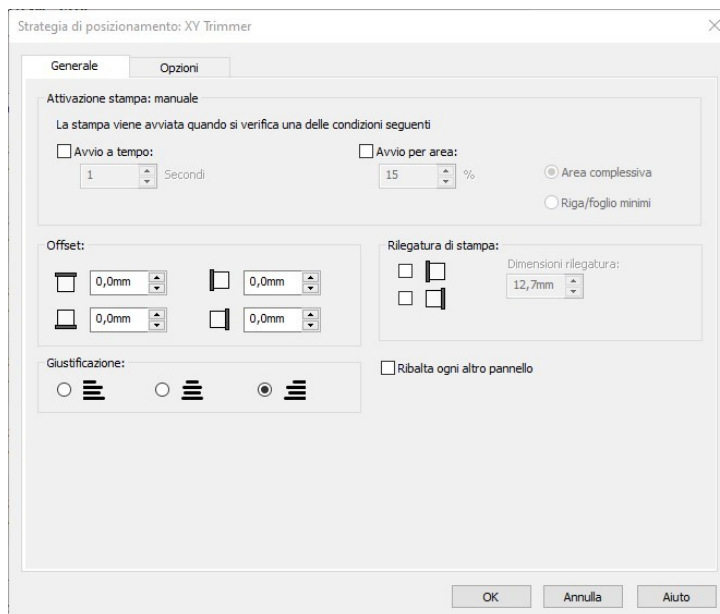 Strategia di posizionamento: XY Trimmer
Generale
Opzioni
Attivazione stampa: manuale
La stampa viene avviata quando si verifica una delle condizioni seguenti
Avvio a tempo:
Avvio per area:
1
Secondi
15
%
Area complessiva
Riga/foglio minimi
Offset:
Rilegatura di stampa:
0,0mm
0,0mm
Dimensioni rilegatura:
12,7mm
0,0mm
0,0mm
Giustificazione:
Ribalta ogni altro pannello
OK
Annulla
Aiuto